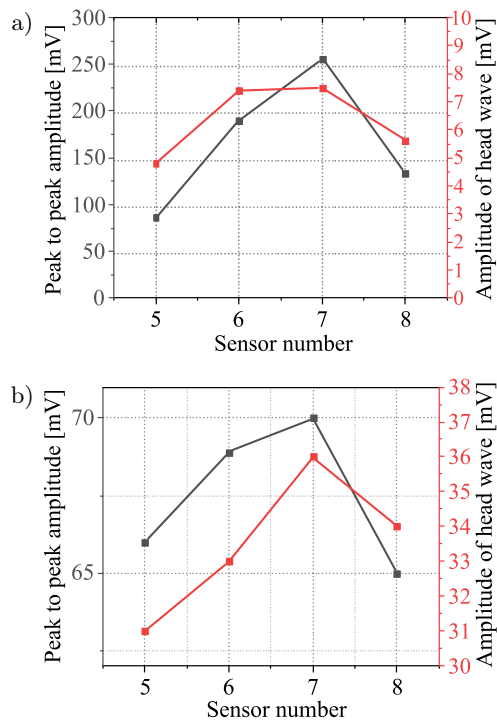 a)
Peak to peak amplitude [mV]
300
250
200
150
100
50
0
10
9
8
7
6
5
4
3
2
1
0
Amplitude of head wave [mV]
5 6 7 8
Sensor number
b)
Peak to peak amplitude [mV]
70
65
38
37
36
35
34
33
32
31
30
Amplitude of head wave [mV]
5 6 7 8
Sensor number